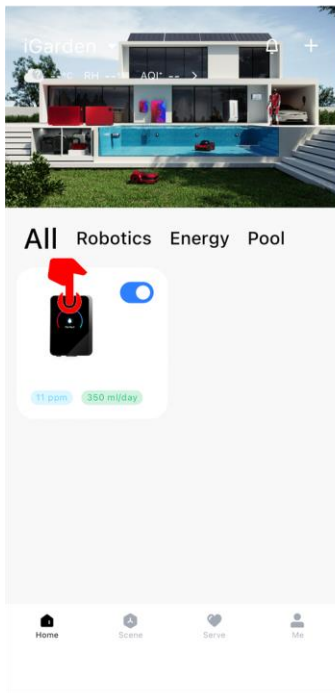 iGarden
--°C RH --% AQI: -- >
All Robotics Energy Pool
11 ppm 350 ml/day
Home Scene Serve Me